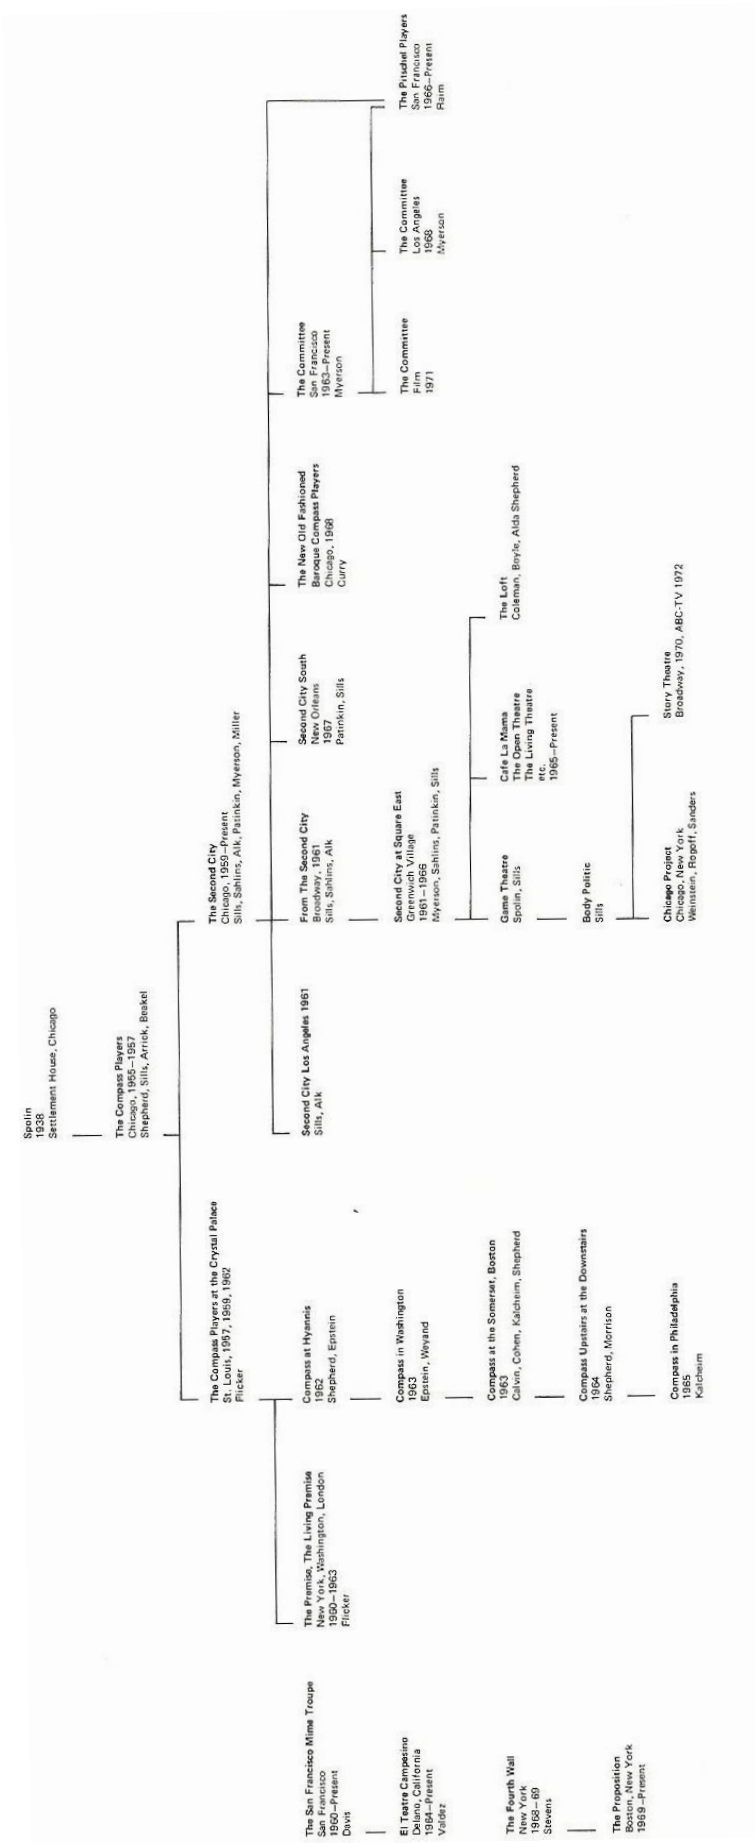 Spolin
1938
Settlement House, Chicago
The Compass Players
Chicago, 1955–1957
Shepherd, Sills, Arrick, Beakel
The Compass Players at the Crystal Palace
St. Louis, 1957, 1959, 1962
Flicker
The Second City
Chicago, 1959–Present
Sills, Sahlins, Alk, Patinkin, Myerson, Miller
The San Francisco Mime Troupe
San Francisco
1960–Present
Davis
The Premise, The Living Premise
New York, Washington, London
1960–1963
Flicker
Compass at Hyannis
1962
Shepherd, Epstein
Second City Los Angeles 1961
Sills, Alk
From The Second City
Broadway, 1961
Sills, Sahlins, Alk
Second City South
New Orleans
1967
Patinkin, Sills
The New Old Fashioned
Baroque Compass Players
Chicago, 1968
Curry
The Committee
San Francisco
1963–Present
Myerson
El Teatre Campesino
Delano, California
1964–Present
Valdez
Compass in Washington
1963
Epstein, Weyand
Second City at Square East
Greenwich Village
1961–1966
Myerson, Sahlins, Patinkin, Sills
The Committee
Film
1971
The Committee
Los Angeles
1968
Myerson
The Pitschel Players
San Francisco
1966–Present
Raim
The Fourth Wall
New York
1968–69
Stevens
Compass at the Somerset, Boston
1963
Calvin, Cohen, Kalcheim, Shepherd
Game Theatre
Spolin, Sills
Cafe La Mama
The Open Theatre
The Living Theatre
etc.
1965–Present
The Loft
Coleman, Boyle, Alda Shepherd
The Proposition
Boston, New York
1969–Present
Compass Upstairs at the Downstairs
1964
Shepherd, Morrison
Body Politic
Sills
Compass in Philadelphia
1965
Kalcheim
Chicago Project
Chicago, New York
Weinstein, Rogoff, Sanders
Story Theatre
Broadway, 1970, ABC-TV 1972